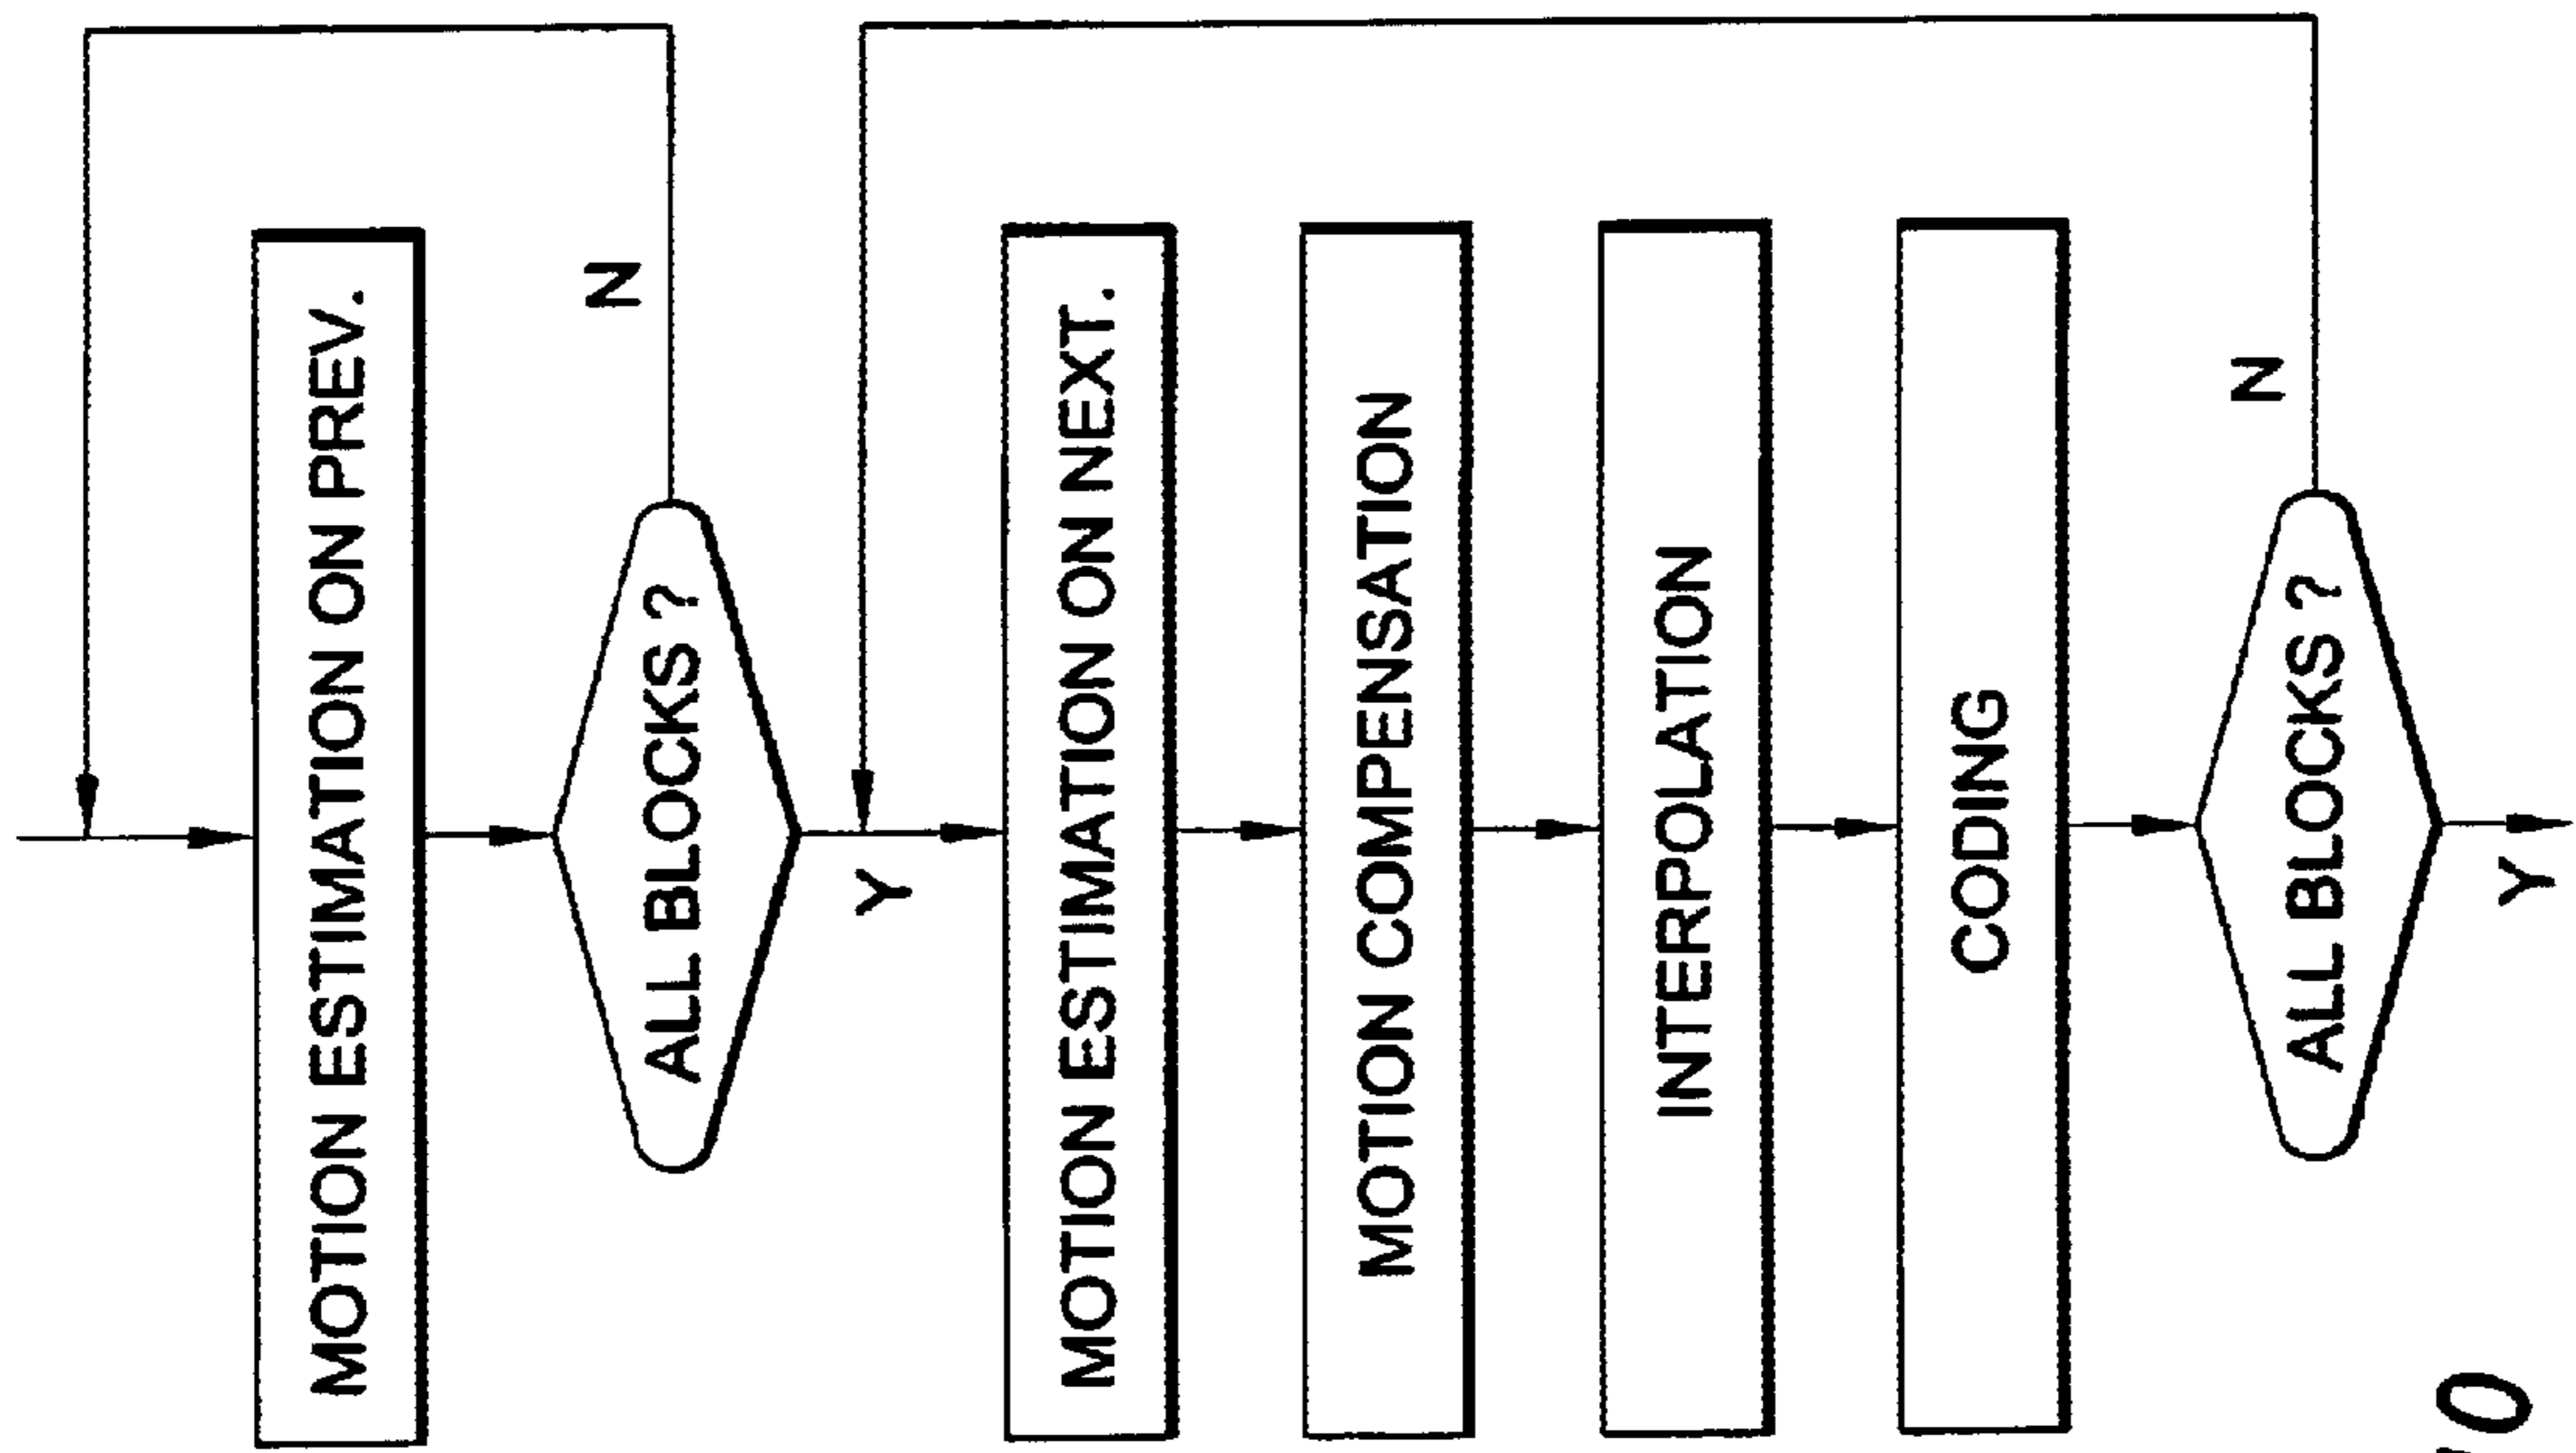 MOTION ESTIMATION ON PREV.
ALL BLOCKS ?
N
Y
MOTION ESTIMATION ON NEXT.
MOTION COMPENSATION
INTERPOLATION
CODING
ALL BLOCKS ?
N
Y